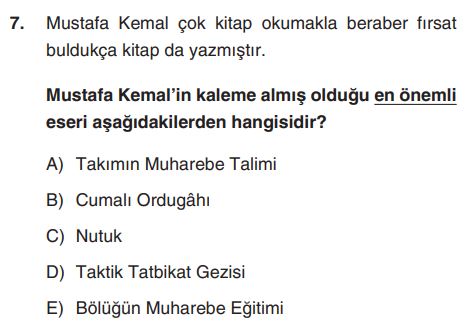 7. Mustafa Kemal çok kitap okumakla beraber fırsat
buldukça kitap da yazmıştır.
Mustafa Kemal'in kaleme almış olduğu en önemli
eseri aşağıdakilerden hangisidir?
A) Takımın Muharebe Talimi
B) Cumalı Ordugâhı
C) Nutuk
D) Taktik Tatbikat Gezisi
E) Bölüğün Muharebe Eğitimi